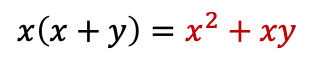 x(x + y) = x² + xy